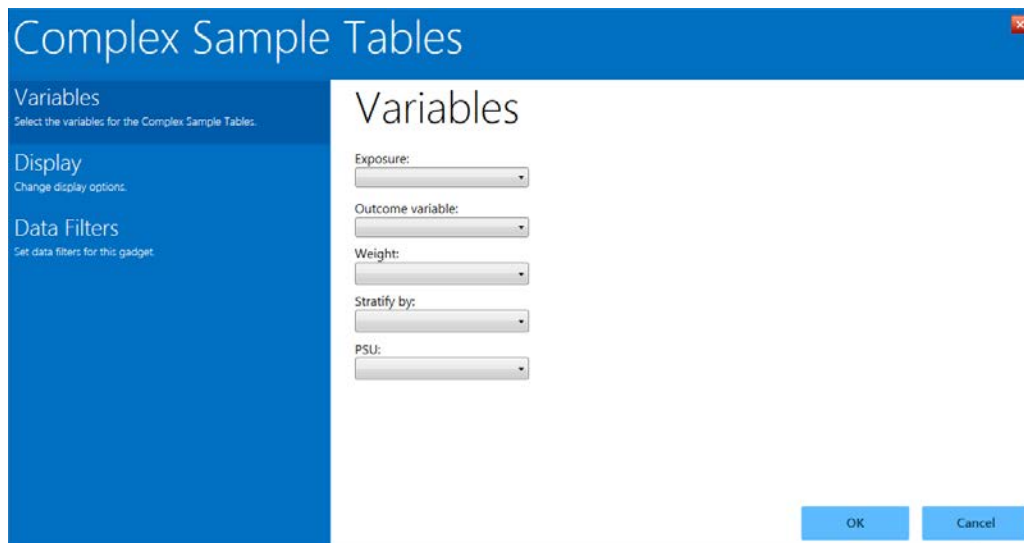 Complex Sample Tables
Variables
Select the variables for the Complex Sample Tables.
Display
Change display options.
Data Filters
Set data filters for this gadget.
Variables
Exposure:
Outcome variable:
Weight:
Stratify by:
PSU:
OK
Cancel